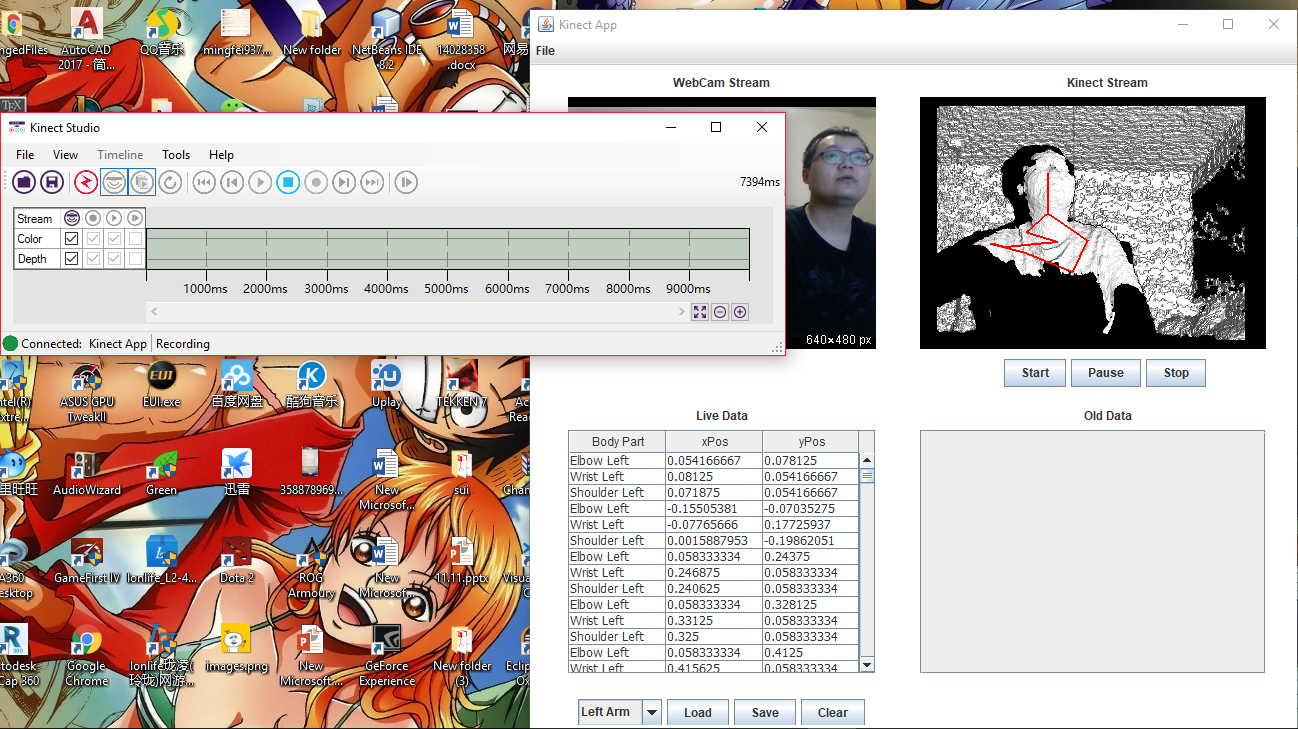 ngedFiles
AutoCAD
2017 - 简...
QQ音乐
mingfei937...
New folder
NetBeans IDE
8.2
14028358
.docx
网易
TEX
Kinect Studio
File View Timeline Tools Help
7394ms
Stream
Color
Depth
1000ms 2000ms 3000ms 4000ms 5000ms 6000ms 7000ms 8000ms 9000ms
Connected: Kinect App Recording
ntel(R)
xtre...
ASUS GPU
TweakII
EUI
EUI.exe
百度网盘
酷狗音乐
Uplay
TEKKEN 7
Ac
Rea
里旺旺
AudioWizard
Green
迅雷
358878969...
New
Microsof...
sui
Chan
A360
esktop
GameFirst IV
lonlife_L2-4...
Dota 2
ROG
Armoury
New
Microsof...
11.11.pptx
Visua
todesk
Cap 360
Google
Chrome
lonlife玲珑(
玲珑)网游...
images.png
New
Microsoft...
GeForce
Experience
New folder
(3)
Eclip
Ox
Kinect App
File
WebCam Stream
Kinect Stream
640×480 px
Start Pause Stop
Live Data
Old Data
Body Part xPos yPos
Elbow Left 0.054166667 0.078125
Wrist Left 0.08125 0.054166667
Shoulder Left 0.071875 0.054166667
Elbow Left -0.15505381 -0.07035275
Wrist Left -0.07765666 0.17725937
Shoulder Left 0.0015887953 -0.19862051
Elbow Left 0.058333334 0.24375
Wrist Left 0.246875 0.058333334
Shoulder Left 0.240625 0.058333334
Elbow Left 0.058333334 0.328125
Wrist Left 0.33125 0.058333334
Shoulder Left 0.325 0.058333334
Elbow Left 0.058333334 0.4125
Wrist Left 0.415625 0.058333334
Left Arm Load Save Clear